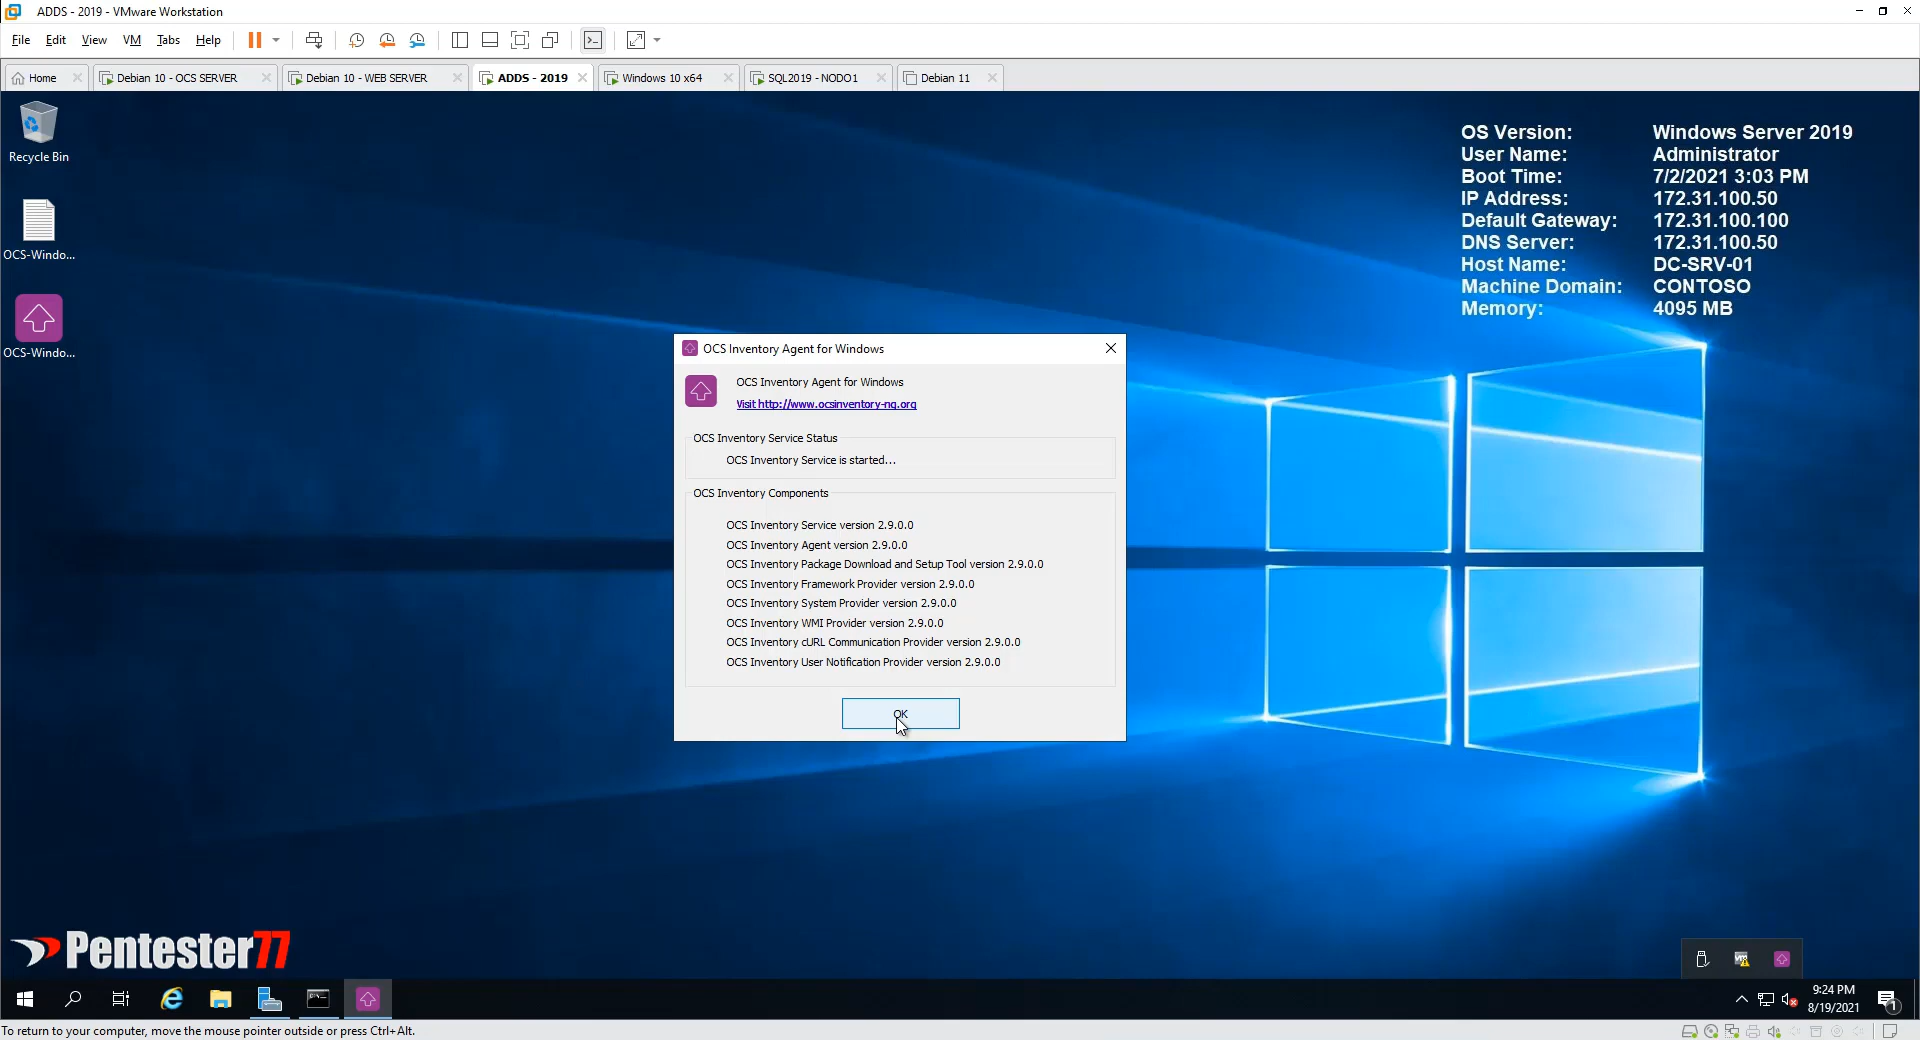 ADDS - 2019 - VMware Workstation
File Edit View VM Tabs Help
Home Debian 10 - OCS SERVER Debian 10 - WEB SERVER ADDS - 2019 Windows 10 x64 SQL2019 - NODO1 Debian 11
Recycle Bin
OCS-Windo...
OCS-Windo...
OS Version: Windows Server 2019
User Name: Administrator
Boot Time: 7/2/2021 3:03 PM
IP Address: 172.31.100.50
Default Gateway: 172.31.100.100
DNS Server: 172.31.100.50
Host Name: DC-SRV-01
Machine Domain: CONTOSO
Memory: 4095 MB
OCS Inventory Agent for Windows
OCS Inventory Agent for Windows
Visit http://www.ocsinventory-ng.org
OCS Inventory Service Status
OCS Inventory Service is started...
OCS Inventory Components
OCS Inventory Service version 2.9.0.0
OCS Inventory Agent version 2.9.0.0
OCS Inventory Package Download and Setup Tool version 2.9.0.0
OCS Inventory Framework Provider version 2.9.0.0
OCS Inventory System Provider version 2.9.0.0
OCS Inventory WMI Provider version 2.9.0.0
OCS Inventory cURL Communication Provider version 2.9.0.0
OCS Inventory User Notification Provider version 2.9.0.0
OK
Pentester77
9:24 PM
8/19/2021
1
To return to your computer, move the mouse pointer outside or press Ctrl+Alt.